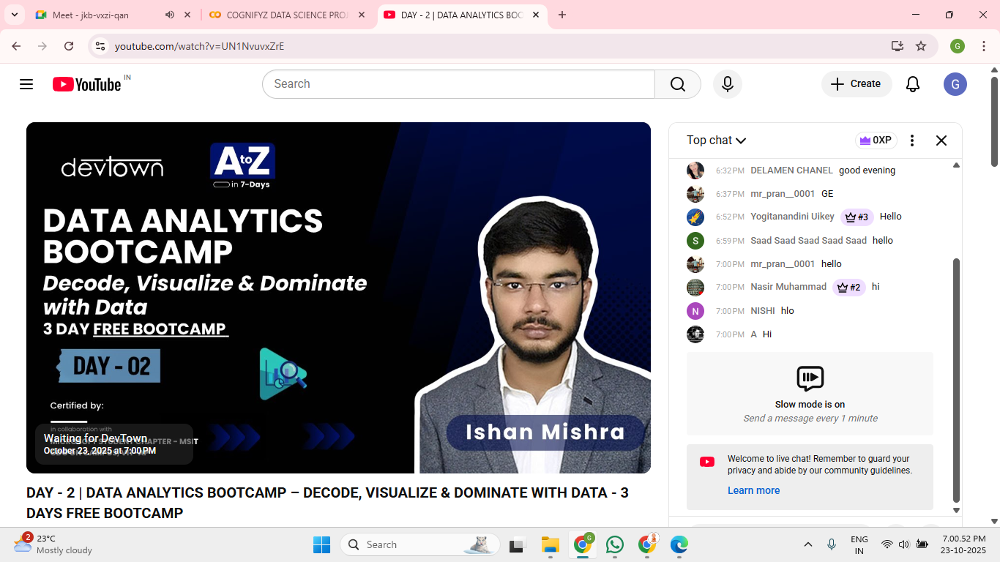 Meet - jkb-vxzi-qan
COGNIFYZ DATA SCIENCE PROJ
DAY - 2 | DATA ANALYTICS BOO
youtube.com/watch?v=UN1NvuvxZrE
G
YouTube IN
Search
Create
G
devtown
A to Z
in 7-Days
DATA ANALYTICS
BOOTCAMP
Decode, Visualize & Dominate
with Data
3 DAY FREE BOOTCAMP
DAY - 02
Certified by:
in collaboration with
MICROSOFT STUDENT CHAPTER - MSIT
Waiting for DevTown
October 23, 2025 at 7:00 PM
Ishan Mishra
DAY - 2 | DATA ANALYTICS BOOTCAMP – DECODE, VISUALIZE & DOMINATE WITH DATA - 3
DAYS FREE BOOTCAMP
Top chat
0XP
6:32 PM DELAMEN CHANEL good evening
6:37 PM mr_pran__0001 GE
6:52 PM Yogitanandini Uikey #3 Hello
S 6:59 PM Saad Saad Saad Saad Saad hello
7:00 PM mr_pran__0001 hello
7:00 PM Nasir Muhammad #2 hi
N 7:00 PM NISHI hlo
7:00 PM A Hi
Slow mode is on
Send a message every 1 minute
Welcome to live chat! Remember to guard your
privacy and abide by our community guidelines.
Learn more
2
23°C
Mostly cloudy
Search
G
ENG
IN
7.00.52 PM
23-10-2025